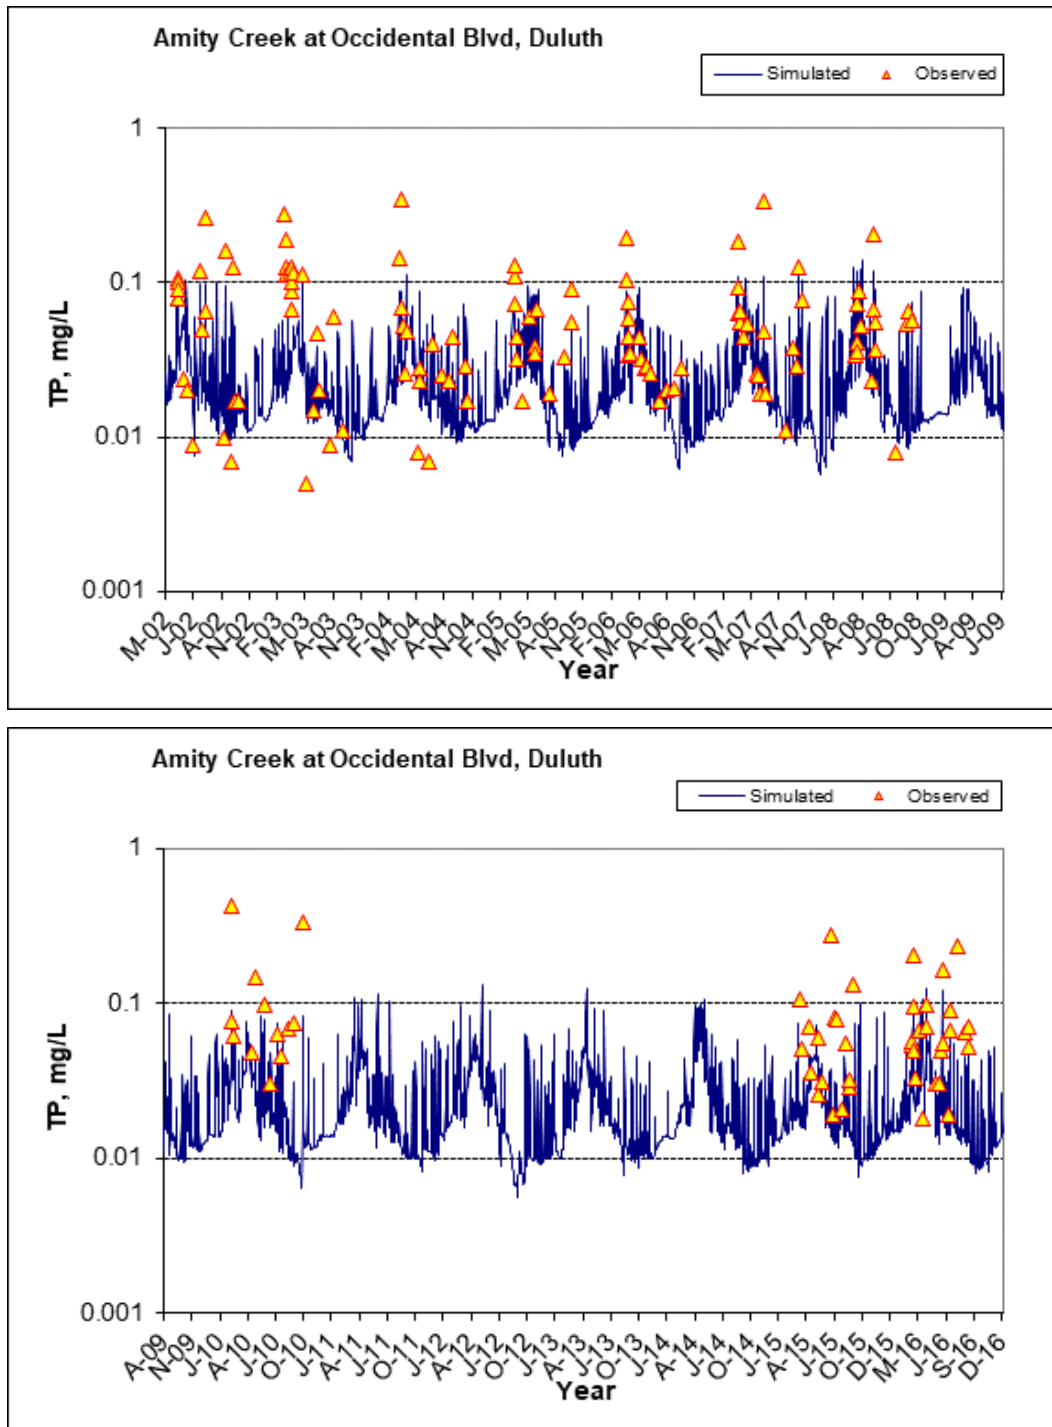 Amity Creek at Occidental Blvd, Duluth
Simulated Observed
1
0.1
0.01
0.001
TP, mg/L
M-02 J-02 A-02 N-02 F-03 M-03 A-03 N-03 F-04 M-04 A-04 N-04 F-05 M-05 A-05 N-05 F-06 M-06 A-06 N-06 F-07 M-07 A-07 N-07 J-08 A-08 J-08 O-08 J-09 A-09 J-09
Year
Amity Creek at Occidental Blvd, Duluth
Simulated Observed
1
0.1
0.01
0.001
TP, mg/L
A-09 N-09 J-10 A-10 J-10 O-10 J-11 A-11 J-11 O-11 J-12 A-12 J-12 O-12 J-13 A-13 J-13 O-13 J-14 A-14 J-14 O-14 J-15 A-15 J-15 O-15 D-15 M-16 J-16 S-16 D-16
Year